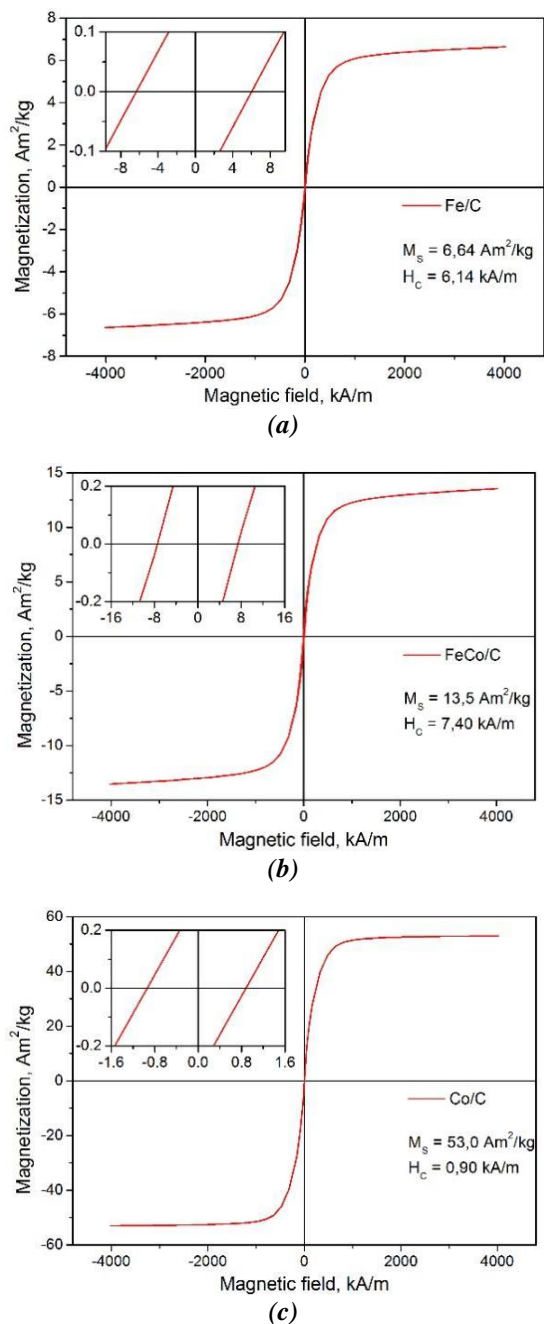 8
0.1
6
0.0
4
-0.1
2
-8 -4 0 4 8
0
Magnetization, Am²/kg
Fe/C
-2
M_S = 6,64 Am²/kg
H_C = 6,14 kA/m
-4
-6
-8
-4000 -2000 0 2000 4000
Magnetic field, kA/m
(a)
15
0.2
10
0.0
5
-0.2
-16 -8 0 8 16
0
Magnetization, Am²/kg
FeCo/C
-5
M_S = 13,5 Am²/kg
H_C = 7,40 kA/m
-10
-15
-4000 -2000 0 2000 4000
Magnetic field, kA/m
(b)
60
0.2
40
0.0
20
-0.2
-1.6 -0.8 0.0 0.8 1.6
0
Magnetization, Am²/kg
Co/C
-20
M_S = 53,0 Am²/kg
H_C = 0,90 kA/m
-40
-60
-4000 -2000 0 2000 4000
Magnetic field, kA/m
(c)